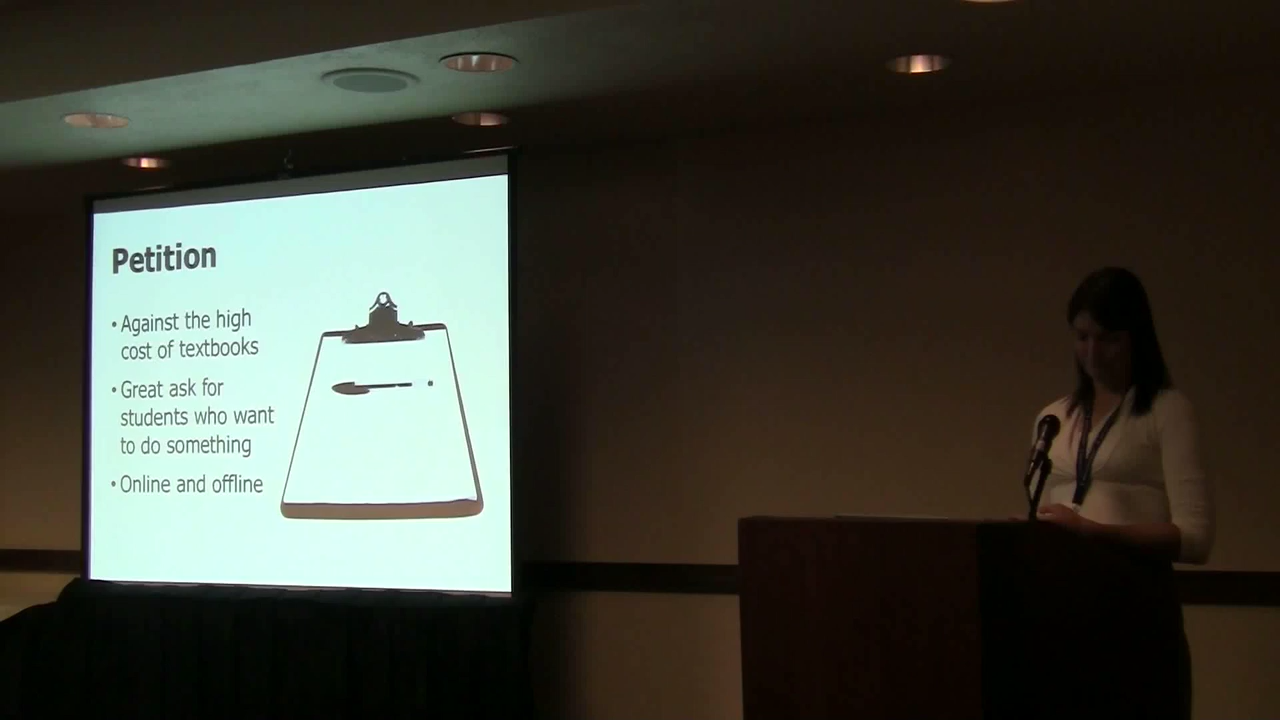 Petition
• Against the high
cost of textbooks
• Great ask for
students who want
to do something
• Online and offline